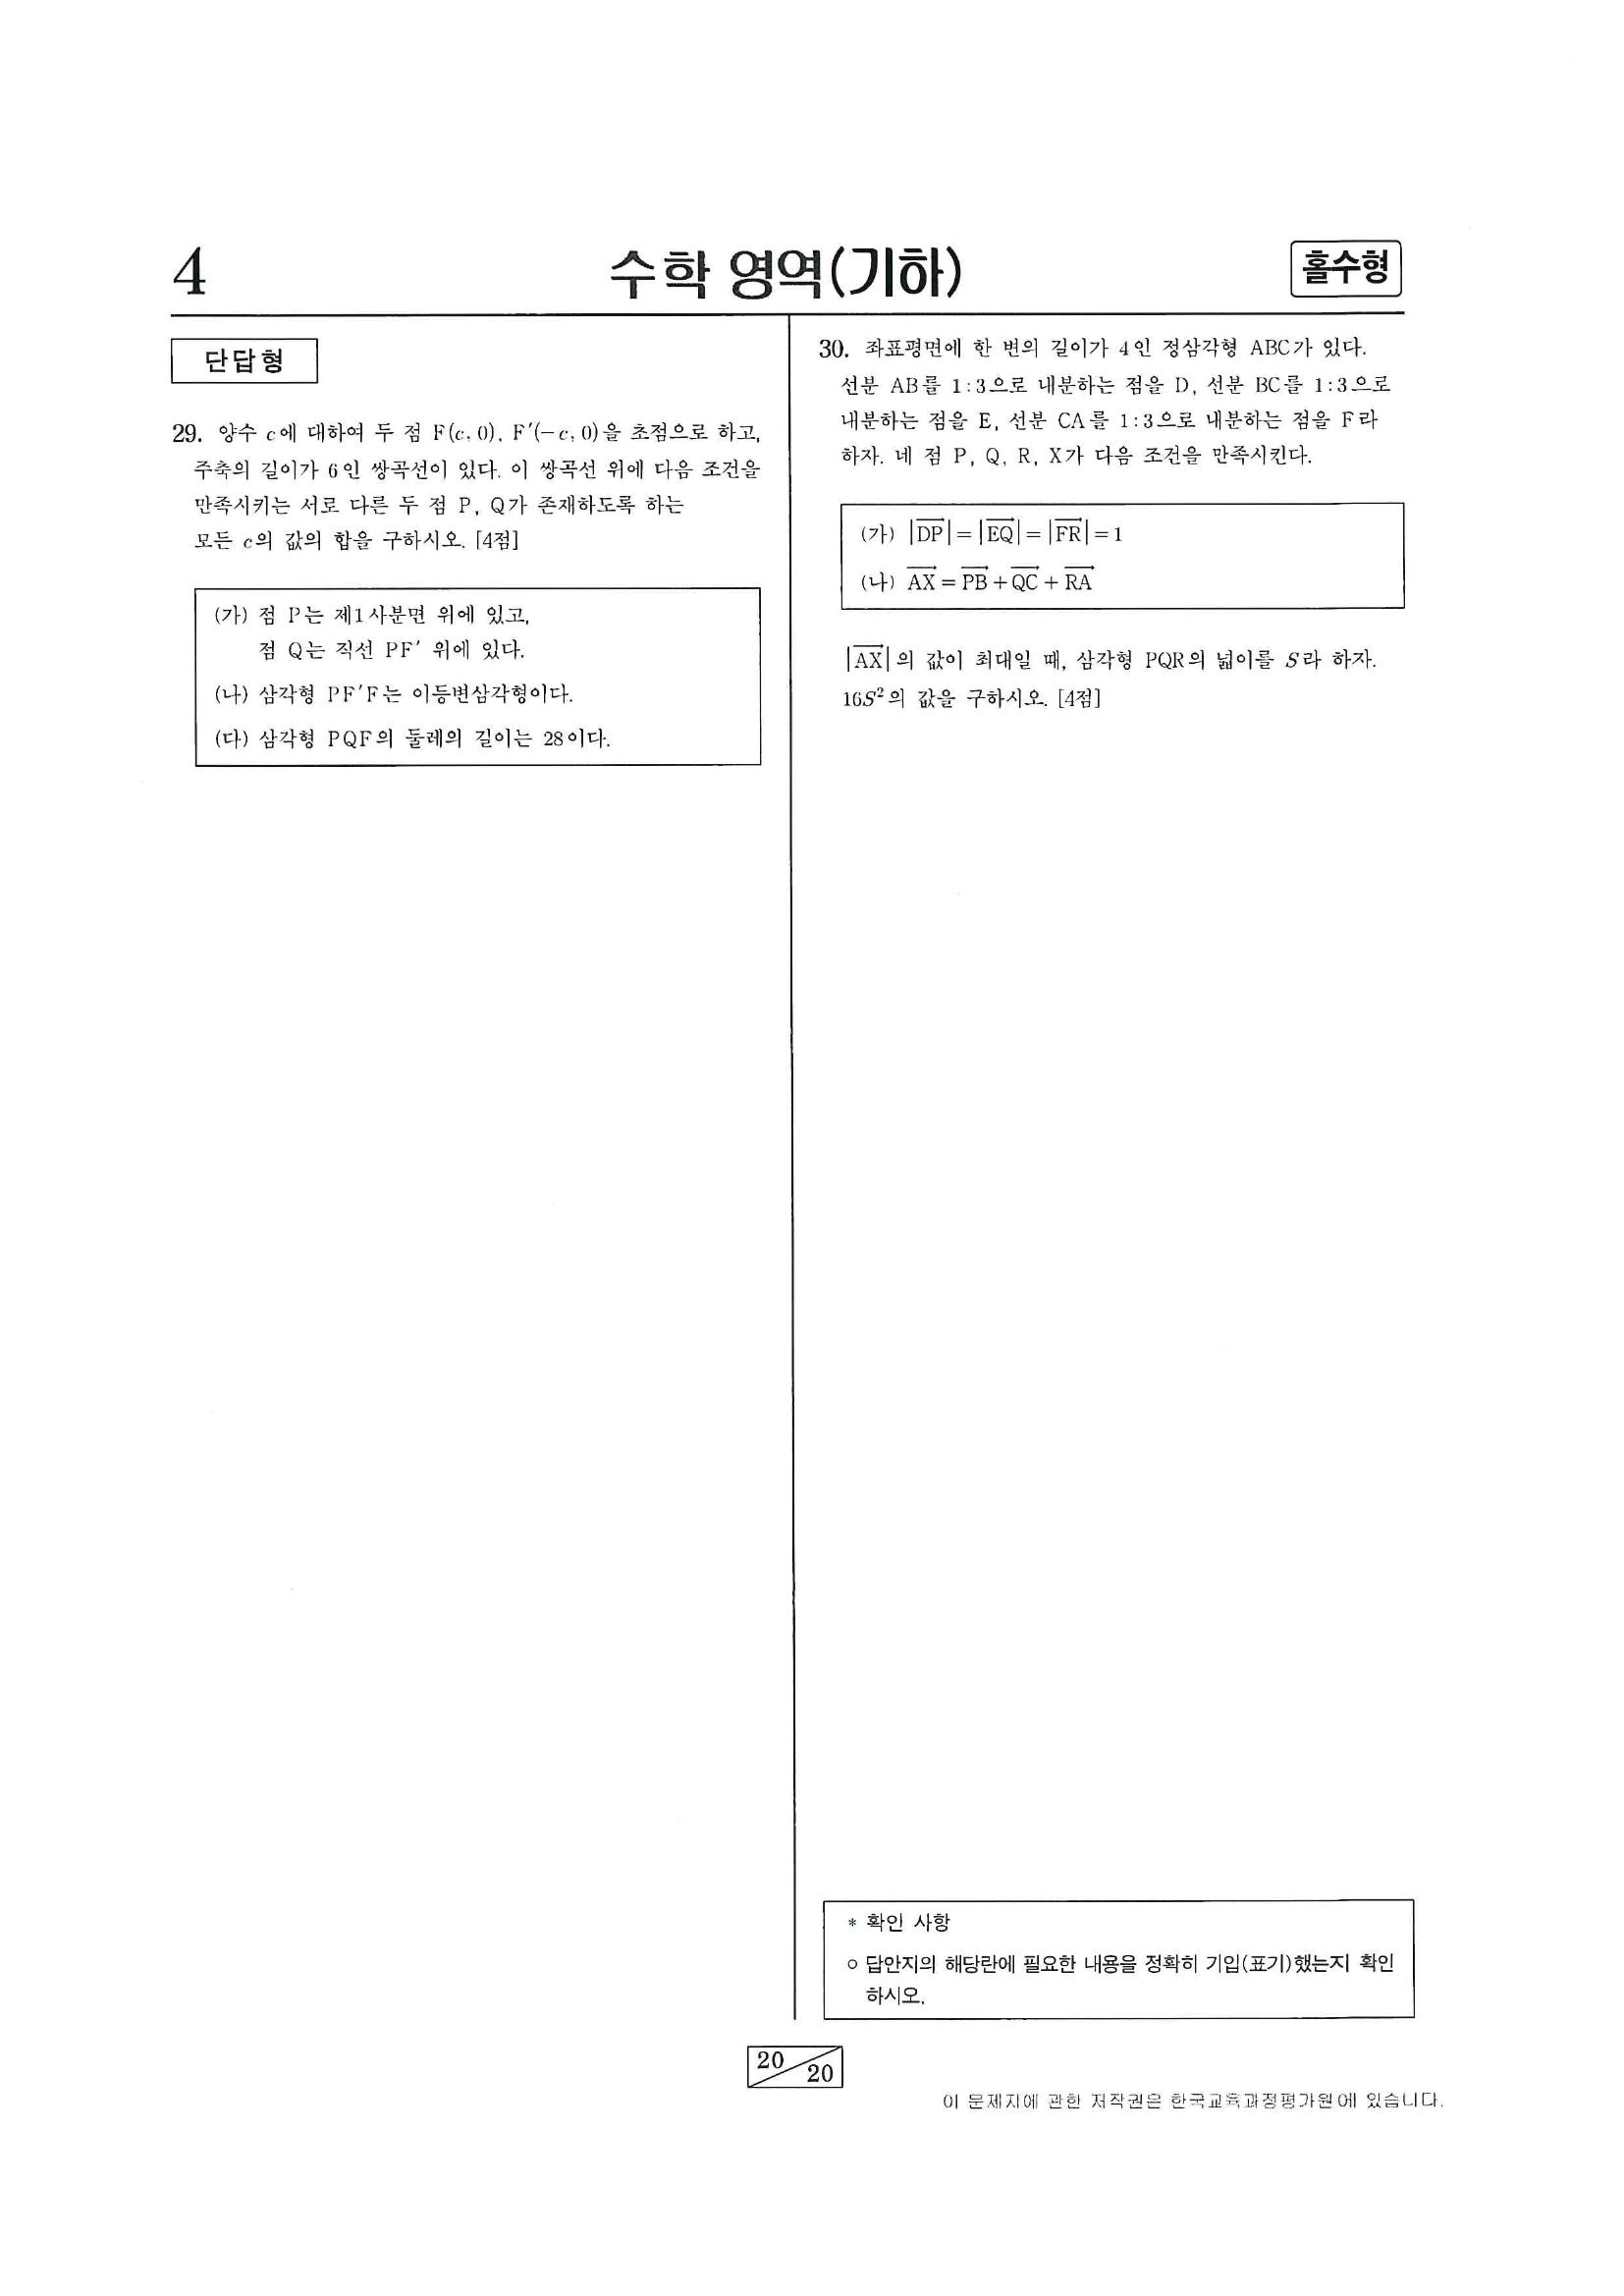 4
수학 영역(기하)
홀수형
단답형
29. 양수 c에 대하여 두 점 F(c, 0), F′(−c, 0)을 초점으로 하고,
주축의 길이가 6인 쌍곡선이 있다. 이 쌍곡선 위에 다음 조건을
만족시키는 서로 다른 두 점 P, Q가 존재하도록 하는
모든 c의 값의 합을 구하시오. [4점]
(가) 점 P는 제1사분면 위에 있고,
점 Q는 직선 PF′ 위에 있다.
(나) 삼각형 PF′F는 이등변삼각형이다.
(다) 삼각형 PQF의 둘레의 길이는 28이다.
30. 좌표평면에 한 변의 길이가 4인 정삼각형 ABC가 있다.
선분 AB를 1:3으로 내분하는 점을 D, 선분 BC를 1:3으로
내분하는 점을 E, 선분 CA를 1:3으로 내분하는 점을 F라
하자. 네 점 P, Q, R, X가 다음 조건을 만족시킨다.
(가) |DP|=|EQ|=|FR|=1
(나) AX=PB+QC+RA
|AX|의 값이 최대일 때, 삼각형 PQR의 넓이를 S라 하자.
16S²의 값을 구하시오. [4점]
* 확인 사항
○ 답안지의 해당란에 필요한 내용을 정확히 기입(표기)했는지 확인
하시오.
20
20
이 문제지에 관한 저작권은 한국교육과정평가원에 있습니다.